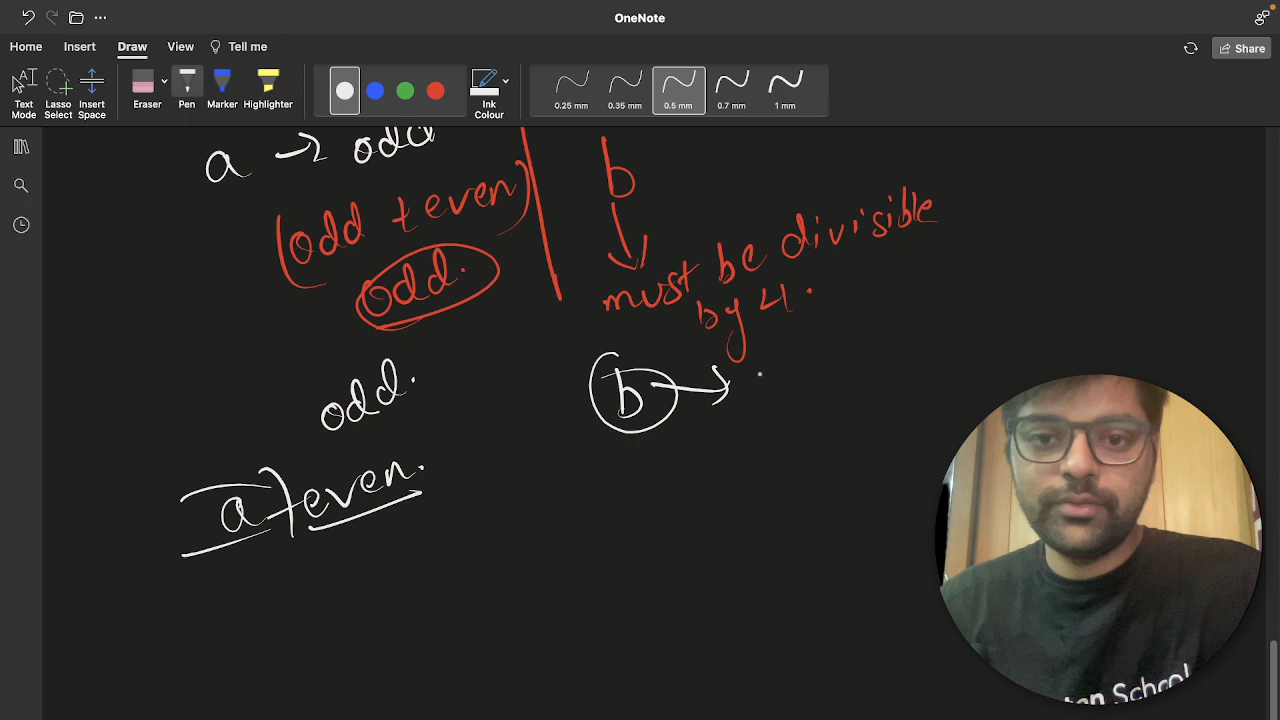 OneNote
Home Insert Draw View Tell me
Share
Text Mode
Lasso Select
Insert Space
Eraser
Pen
Marker
Highlighter
Ink Colour
0.25 mm
0.35 mm
0.5 mm
0.7 mm
1 mm
a → odd
(odd + even)
odd.
b
must be divisible
by 4.
odd.
b →
a + even.
School